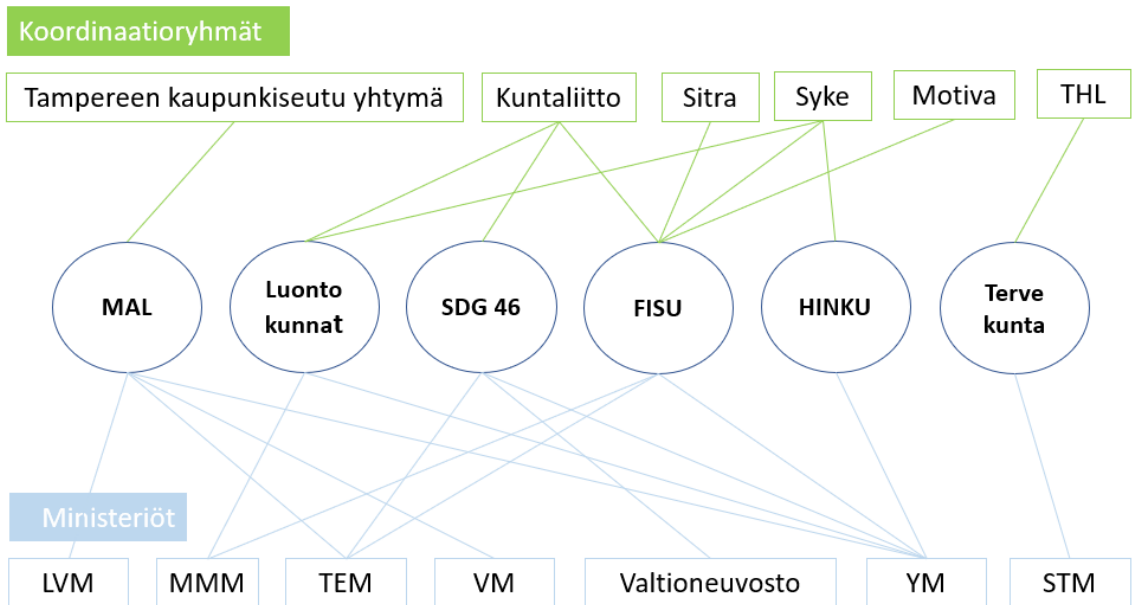 Koordinaatioryhmät
Tampereen kaupunkiseutu yhtymä
Kuntaliitto
Sitra
Syke
Motiva
THL
MAL
Luonto
kunnat
SDG 46
FISU
HINKU
Terve
kunta
Ministeriöt
LVM
MMM
TEM
VM
Valtioneuvosto
YM
STM